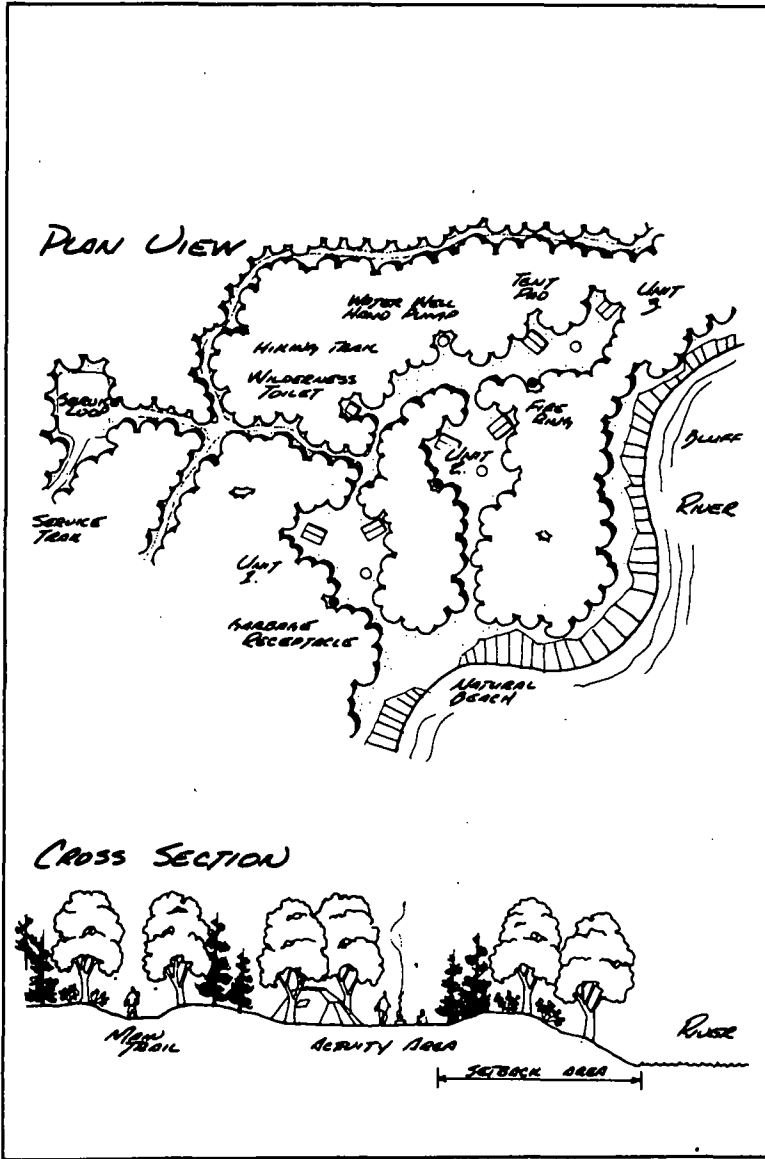 PLAN VIEW
TENT
PAD
UNIT
3.
WATER WELL
HAND PUMP
HIKING TRAIL
WILDERNESS
TOILET
SERVICE
LOOP
FIRE
RING
UNIT
2.
BLUFF
RIVER
SERVICE
TRAIL
UNIT
1.
GARBAGE
RECEPTACLE
NATURAL
BEACH
CROSS SECTION
MAIN
TRAIL
ACTIVITY AREA
RIVER
SETBACK AREA